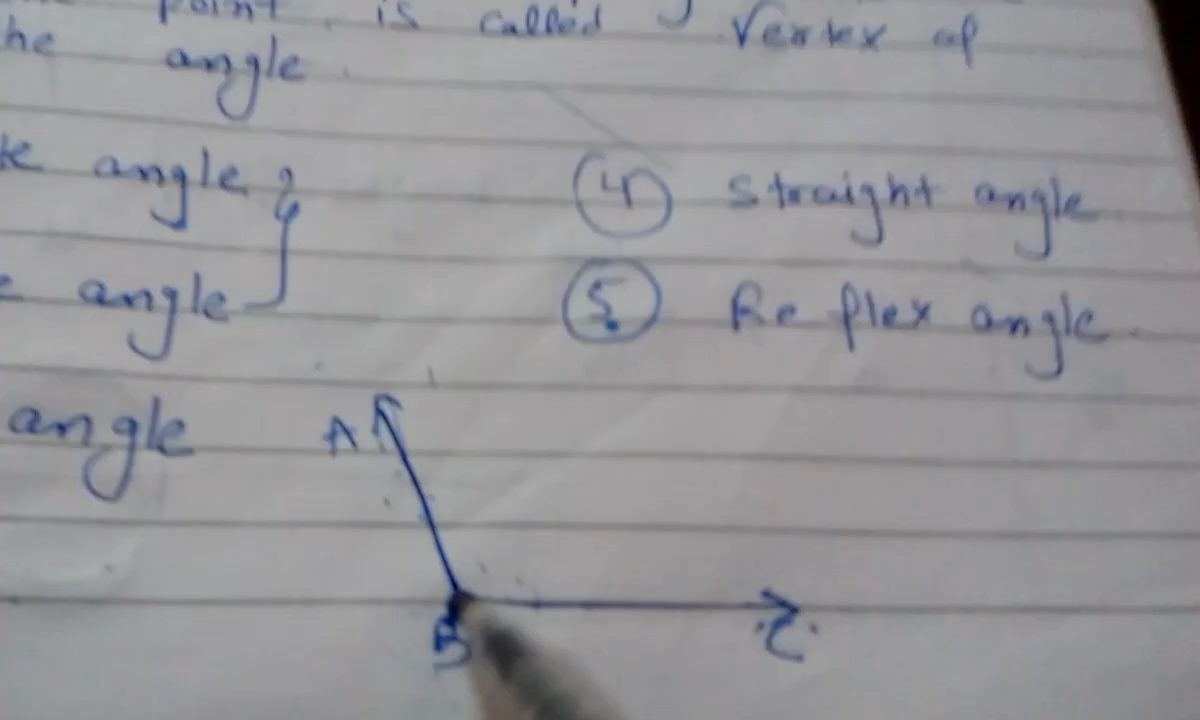 point is called Vertex of
the angle.
angle
④ Straight angle
angle
⑤ Reflex angle.
angle
A
B
C